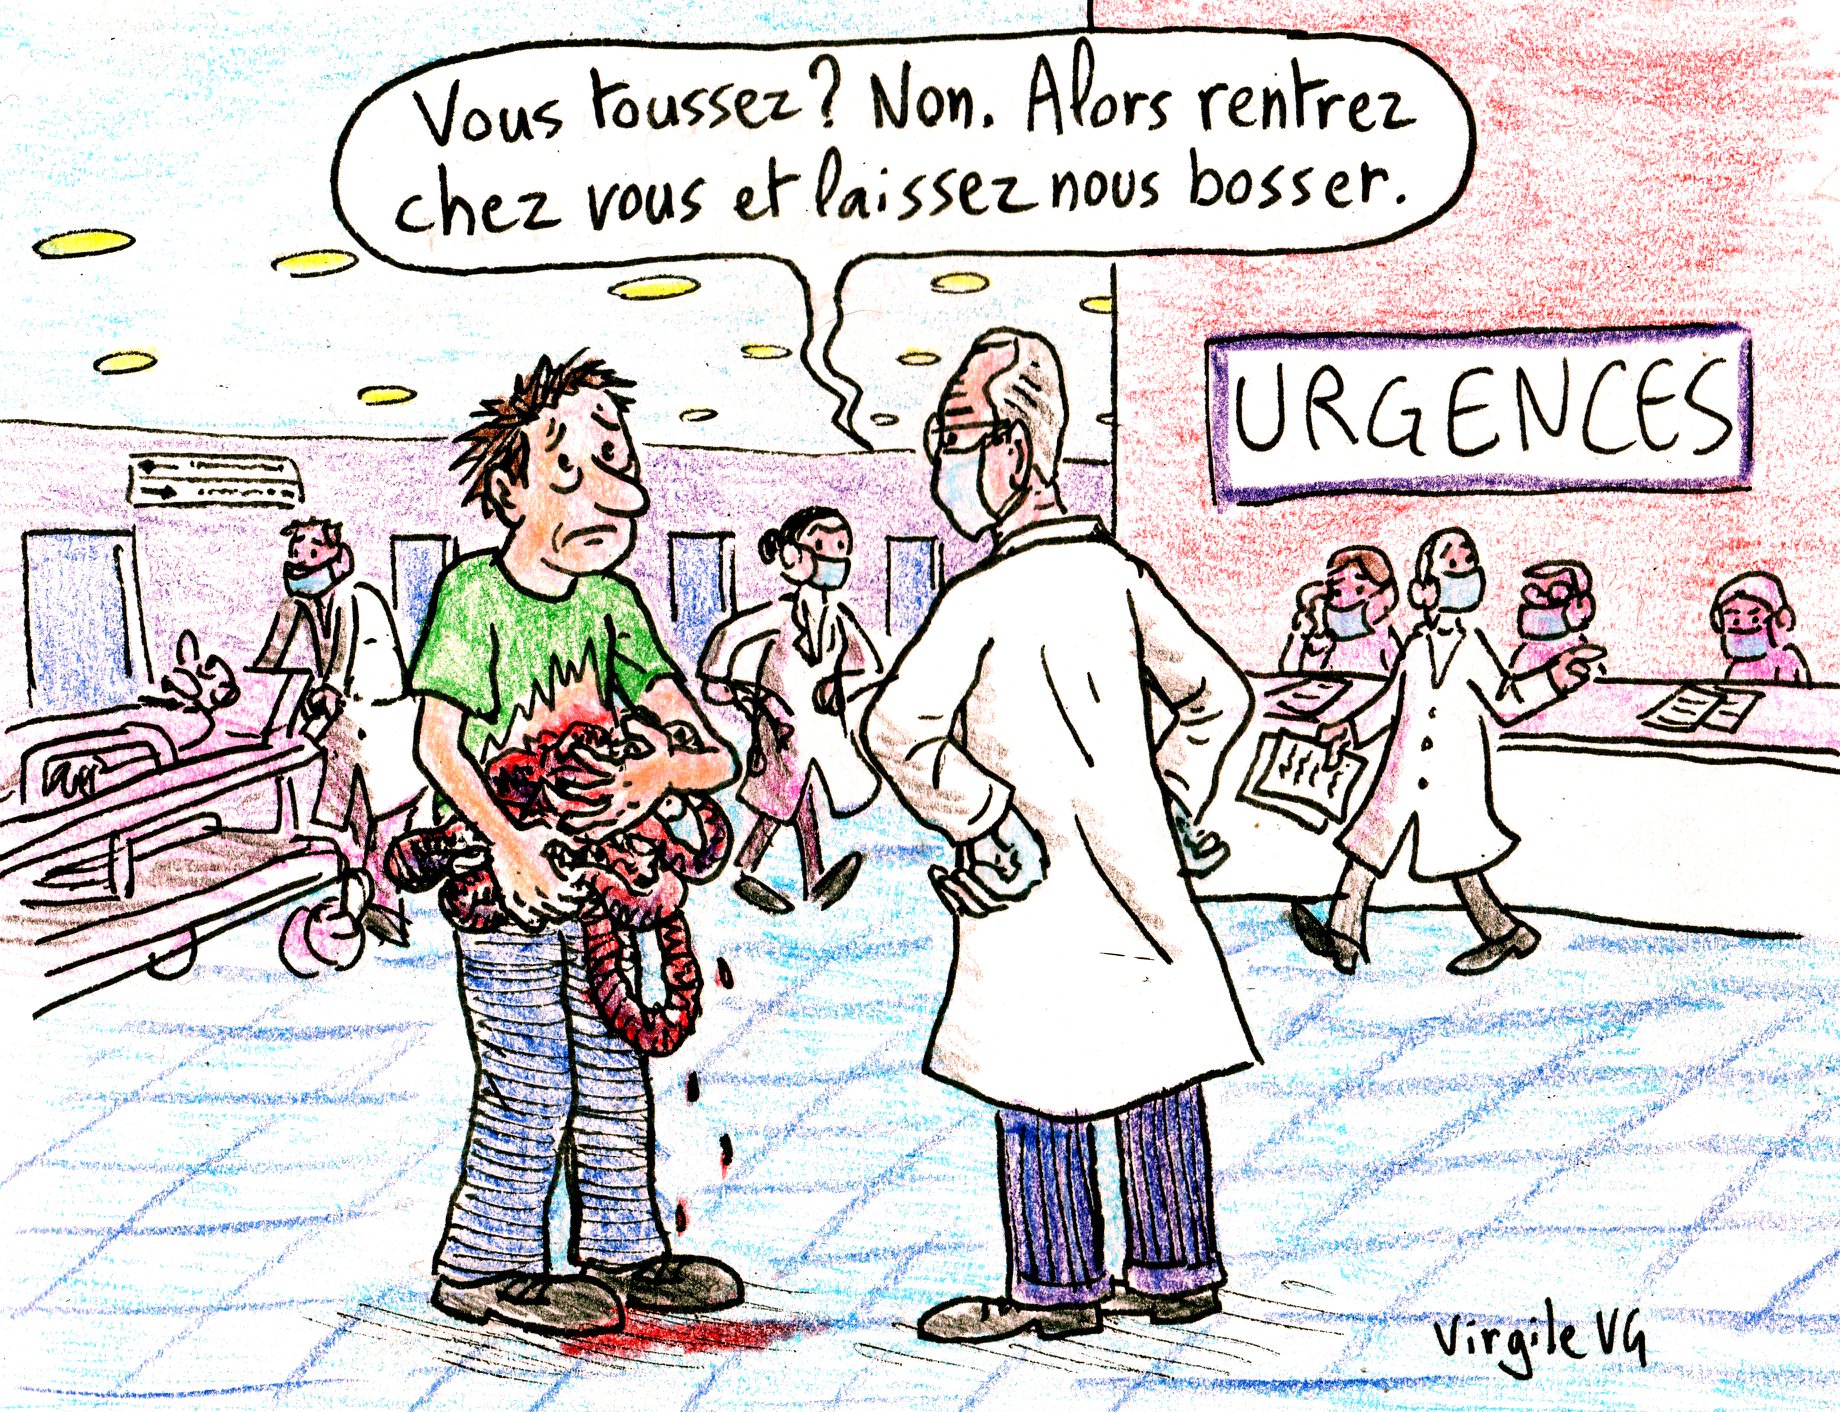 Vous toussez? Non. Alors rentrez
chez vous et laissez nous bosser.
URGENCES
Virgile VG